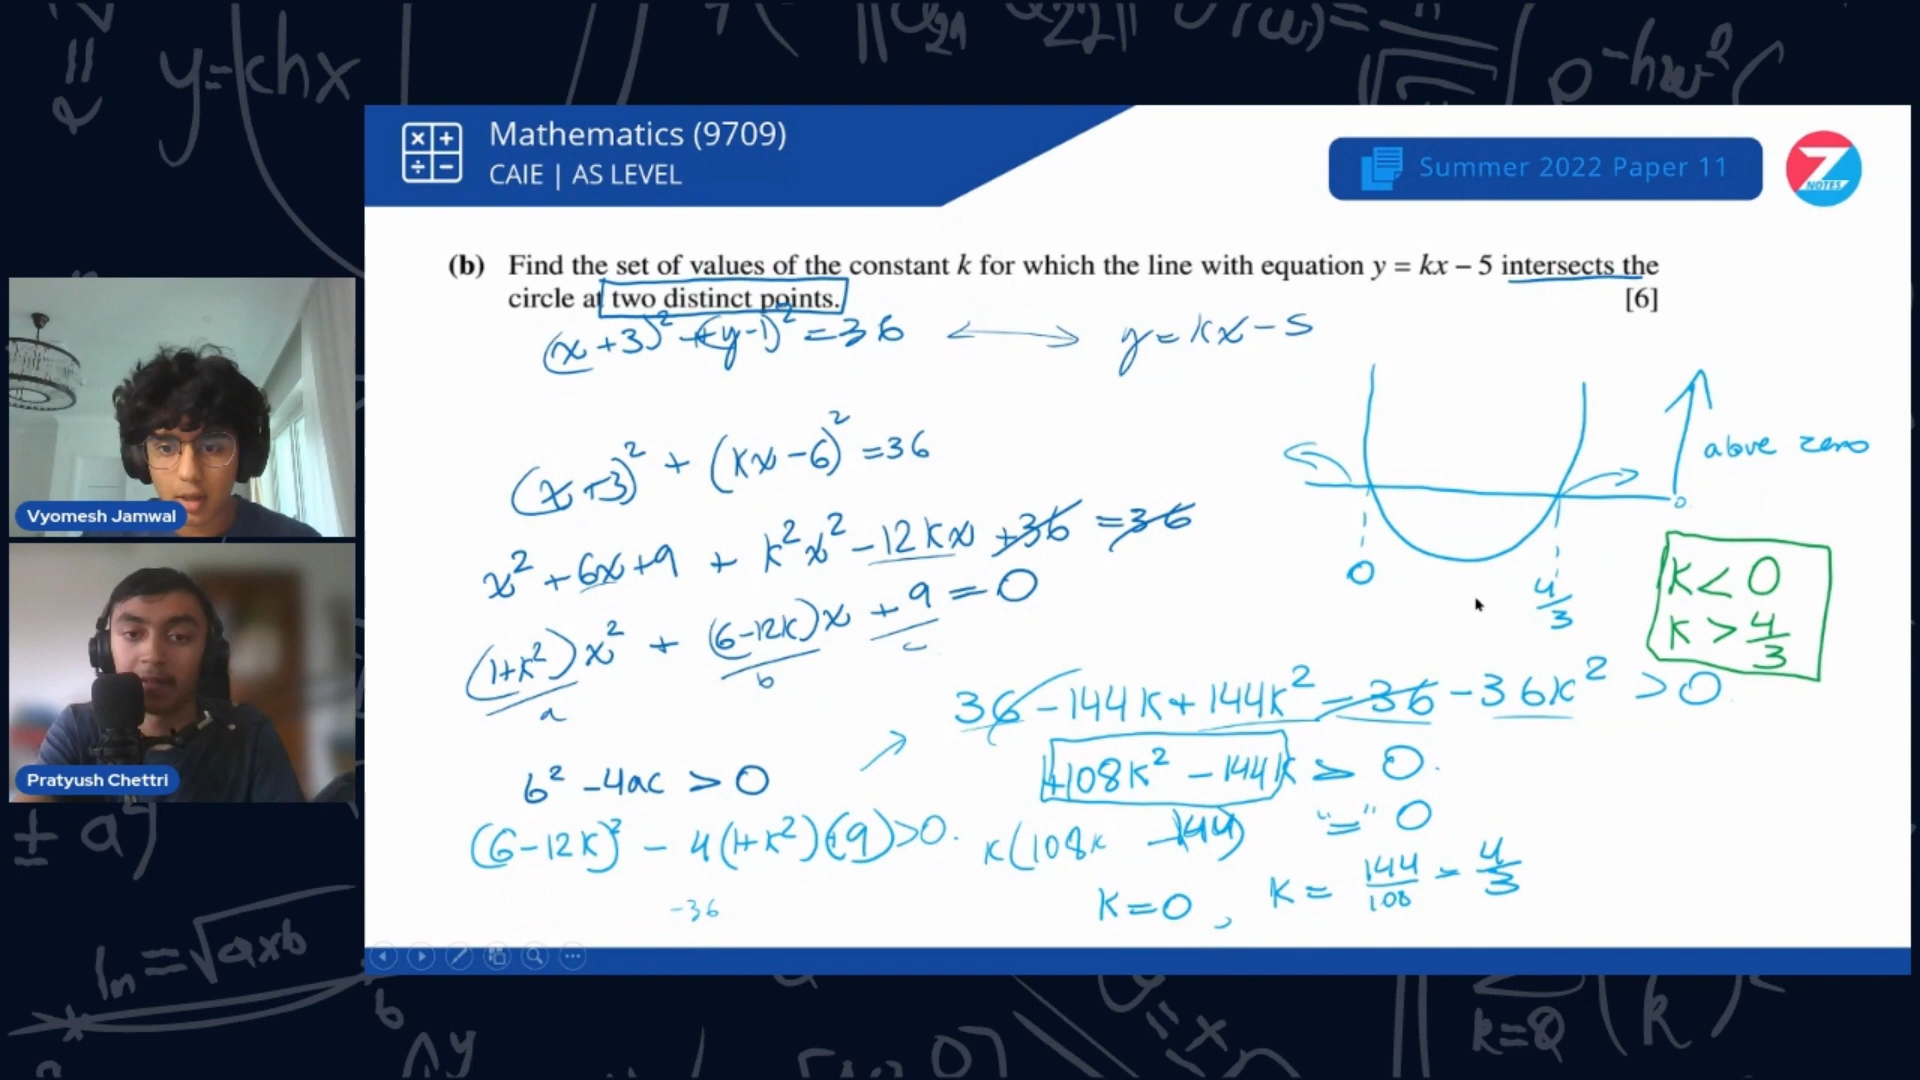 y=chx
Mathematics (9709)
CAIE | AS LEVEL
Summer 2022 Paper 11
Z NOTES
(b) Find the set of values of the constant k for which the line with equation y = kx − 5 intersects the
circle at two distinct points. [6]
(x+3)² + (y-1)² = 36 ⟷ y = kx - 5
(x+3)² + (kx-6)² = 36
x² + 6x + 9 + k²x² - 12kx + 36 = 36
(1+k²)x² + (6-12k)x + 9 = 0
a b c
above zero
0
0 4/3
k < 0
k > 4/3
b² - 4ac > 0
(6-12k)² - 4(1+k²)(9) > 0.
-36
36 - 144k + 144k² - 36 - 36k² > 0
+108k² - 144k > 0.
k(108k - 144) "=" 0
k = 0, k = 144/108 = 4/3
Vyomesh Jamwal
Pratyush Chettri
ln = √axb
b